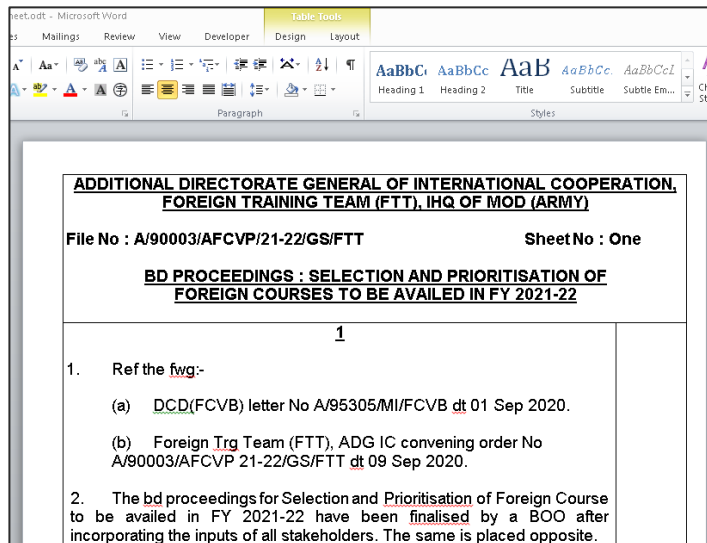 heet.odt - Microsoft Word
Table Tools
Mailings Review View Developer Design Layout
Aa
AaBbC AaBbCc AaB AaBbCc. AaBbCcL
Heading 1 Heading 2 Title Subtitle Subtle Em...
Paragraph Styles
ADDITIONAL DIRECTORATE GENERAL OF INTERNATIONAL COOPERATION,
FOREIGN TRAINING TEAM (FTT), IHQ OF MOD (ARMY)
File No : A/90003/AFCVP/21-22/GS/FTT Sheet No : One
BD PROCEEDINGS : SELECTION AND PRIORITISATION OF
FOREIGN COURSES TO BE AVAILED IN FY 2021-22
1
1. Ref the fwg:-
(a) DCD(FCVB) letter No A/95305/MI/FCVB dt 01 Sep 2020.
(b) Foreign Trg Team (FTT), ADG IC convening order No
A/90003/AFCVP 21-22/GS/FTT dt 09 Sep 2020.
2. The bd proceedings for Selection and Prioritisation of Foreign Course
to be availed in FY 2021-22 have been finalised by a BOO after
incorporating the inputs of all stakeholders. The same is placed opposite.